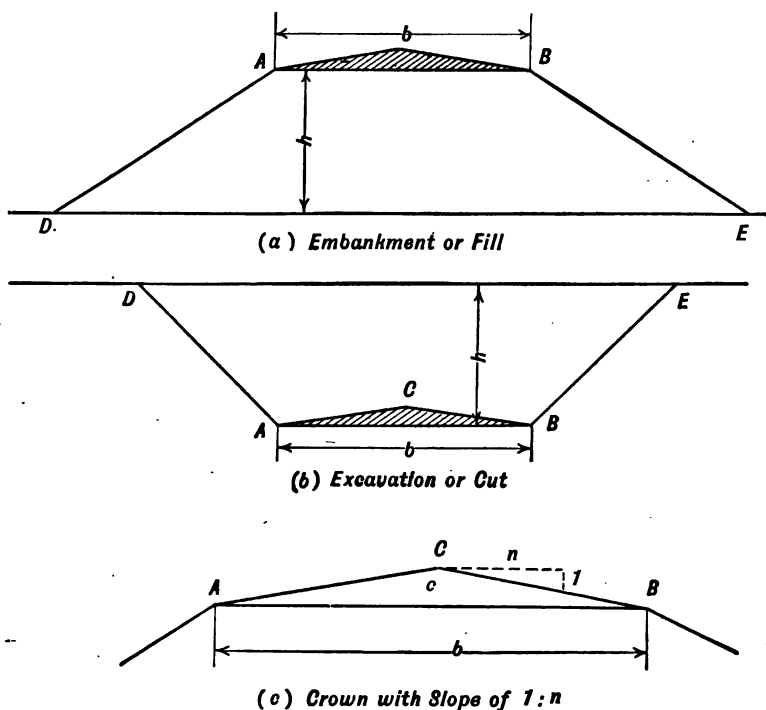 b
A
B
h
D.
E
(a) Embankment or Fill
D
E
h
C
A
B
b
(b) Excavation or Cut
C
n
1
A
c
B
b
(c) Crown with Slope of 1:n